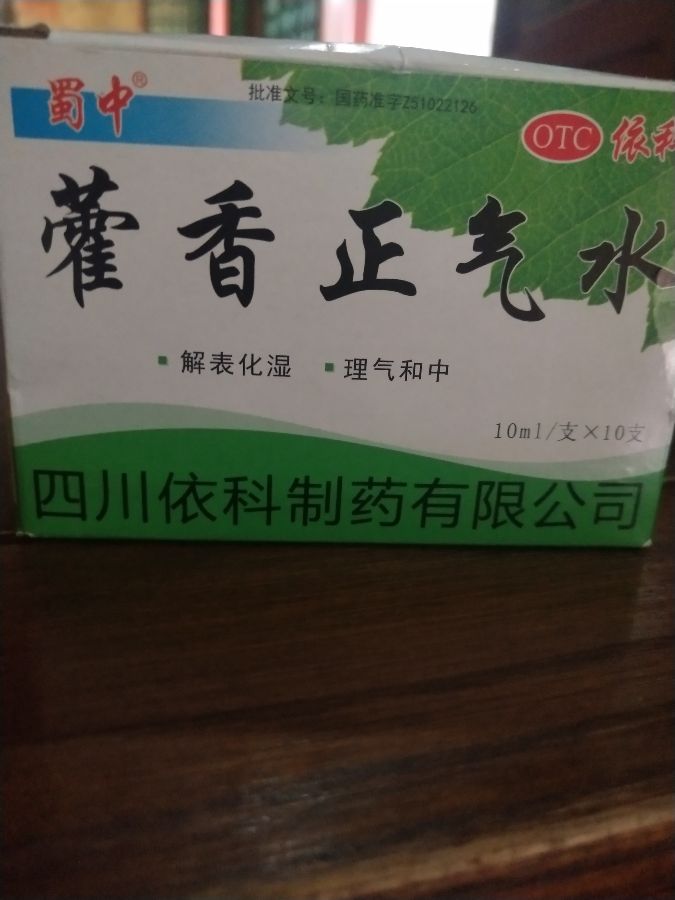 蜀中®
批准文号：国药准字Z51022126
OTC 依科
藿香正气水
▪解表化湿 ▪理气和中
10ml/支×10支
四川依科制药有限公司